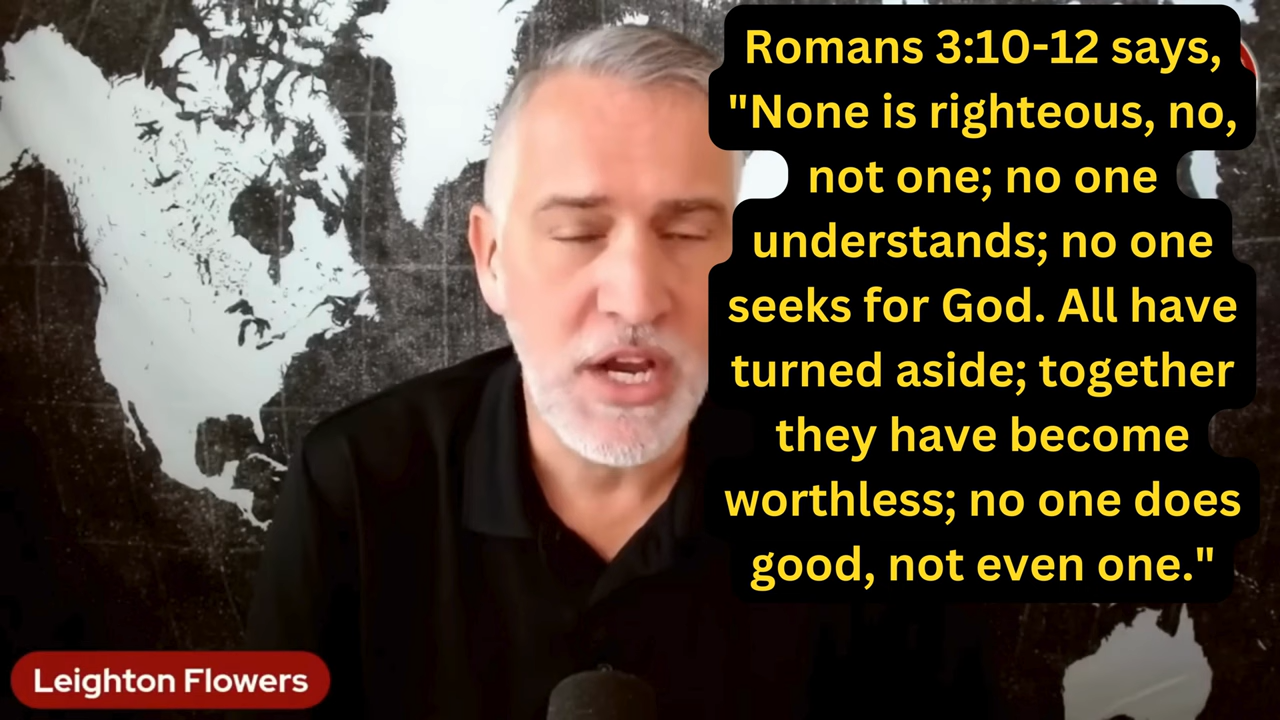 Romans 3:10-12 says,
"None is righteous, no,
not one; no one
understands; no one
seeks for God. All have
turned aside; together
they have become
worthless; no one does
good, not even one."
Leighton Flowers